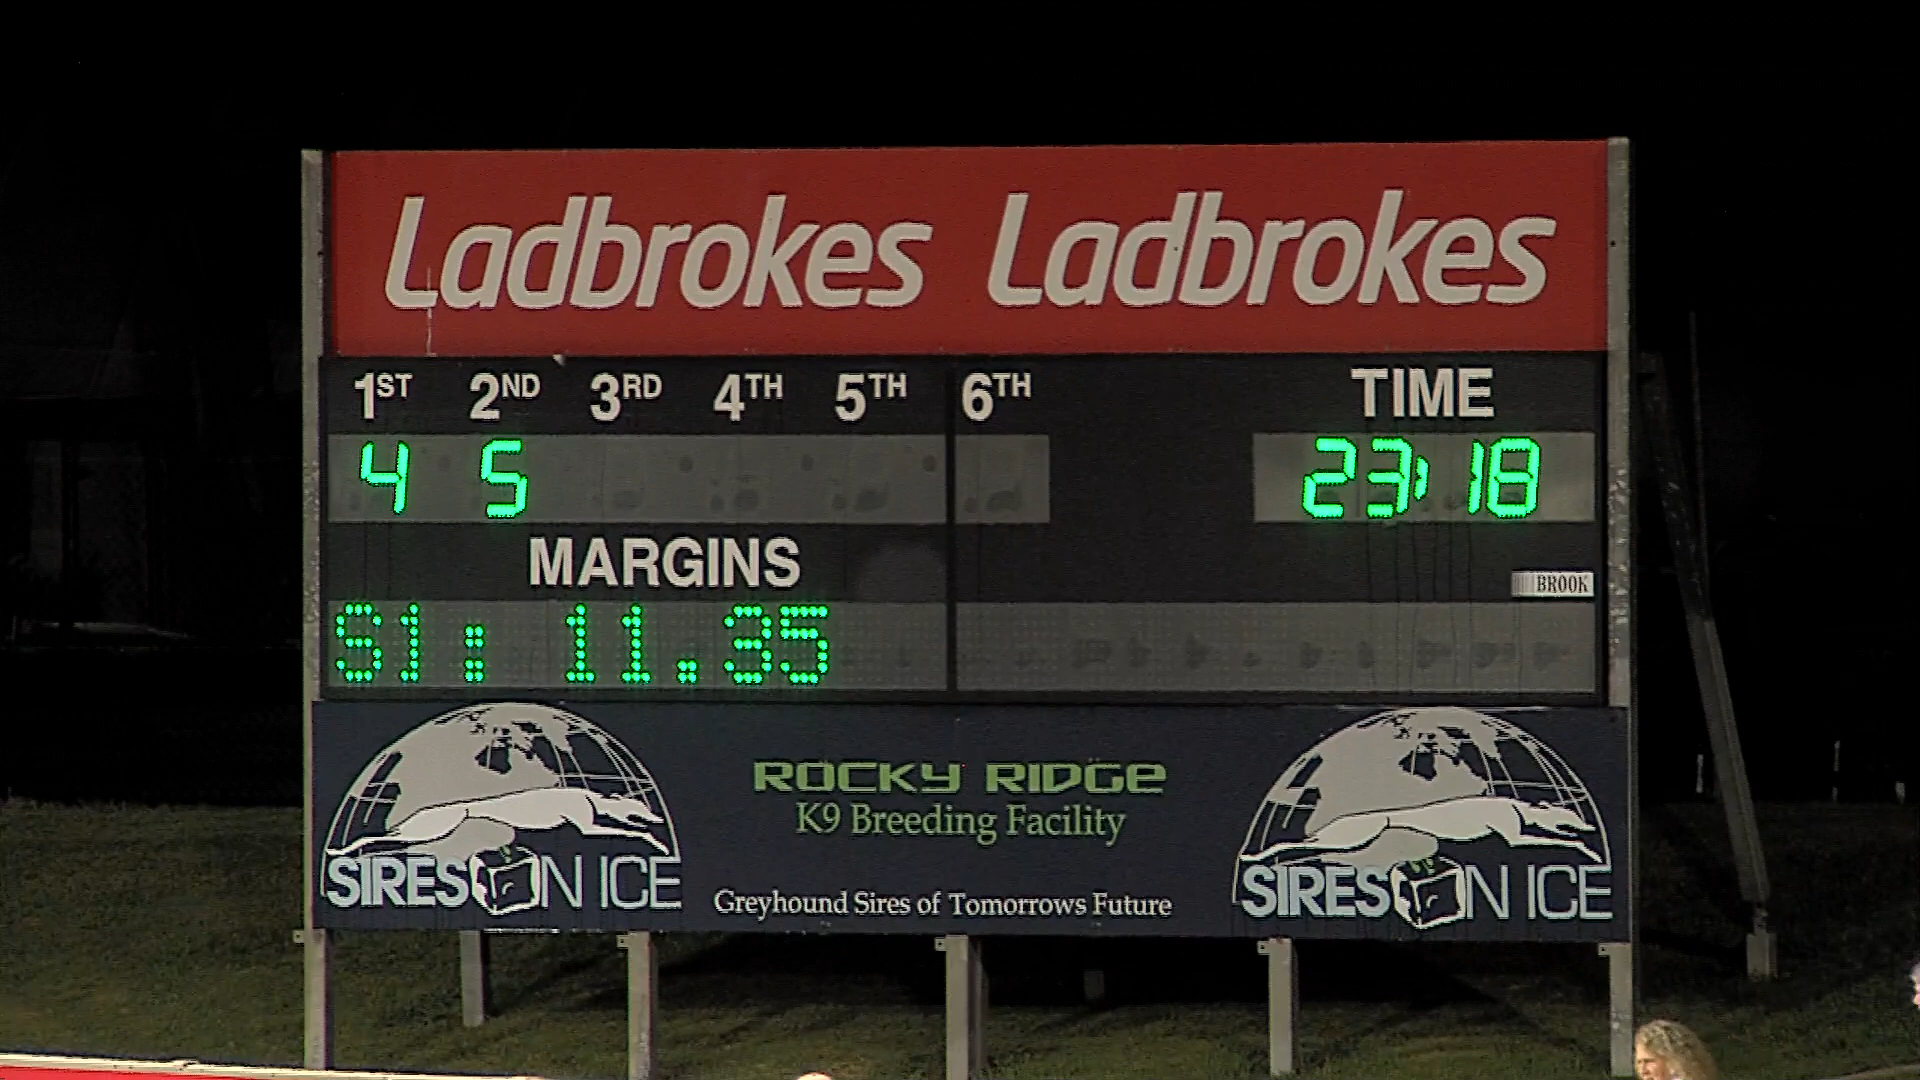 Ladbrokes Ladbrokes
1ST 2ND 3RD 4TH 5TH 6TH TIME
4 5 23:18
MARGINS
BROOK
S1: 11.35
ROCKY RIDGE
K9 Breeding Facility
SIRES ON ICE
Greyhound Sires of Tomorrows Future
SIRES ON ICE